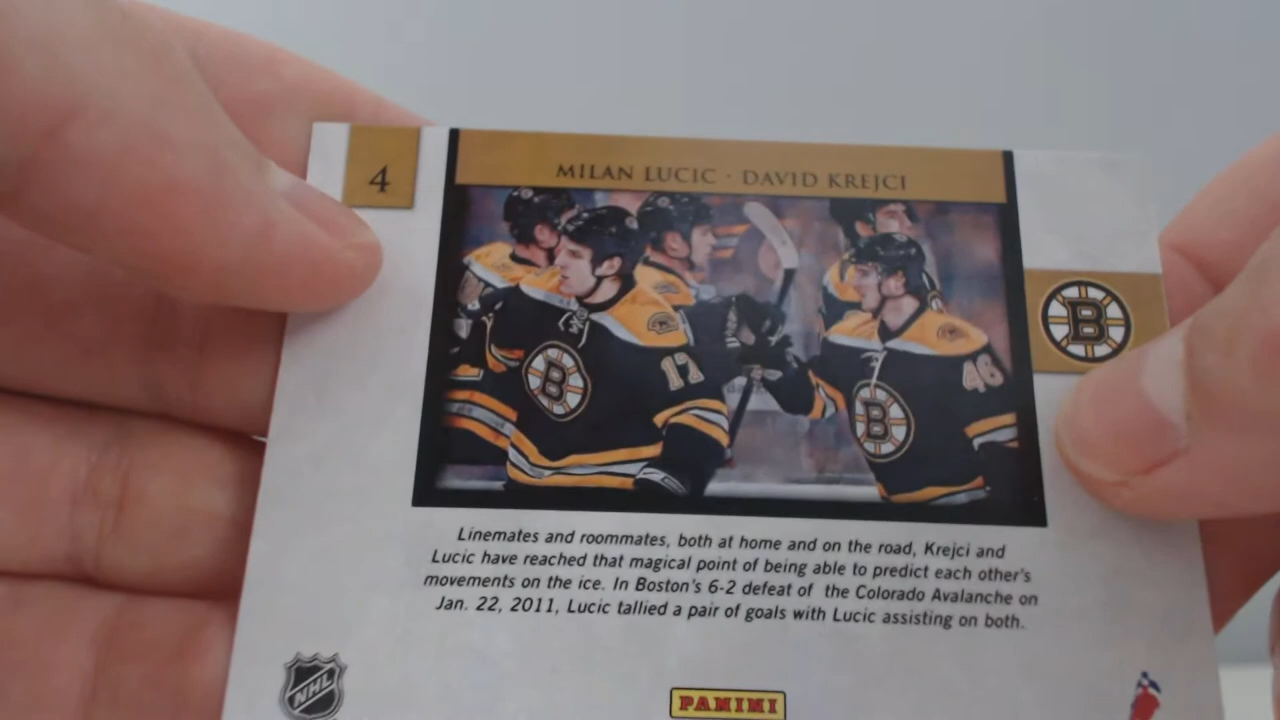 4
MILAN LUCIC · DAVID KREJCI
B
17
46
B
B
Linemates and roommates, both at home and on the road, Krejci and
Lucic have reached that magical point of being able to predict each other's
movements on the ice. In Boston's 6-2 defeat of the Colorado Avalanche on
Jan. 22, 2011, Lucic tallied a pair of goals with Lucic assisting on both.
NHL
PANINI